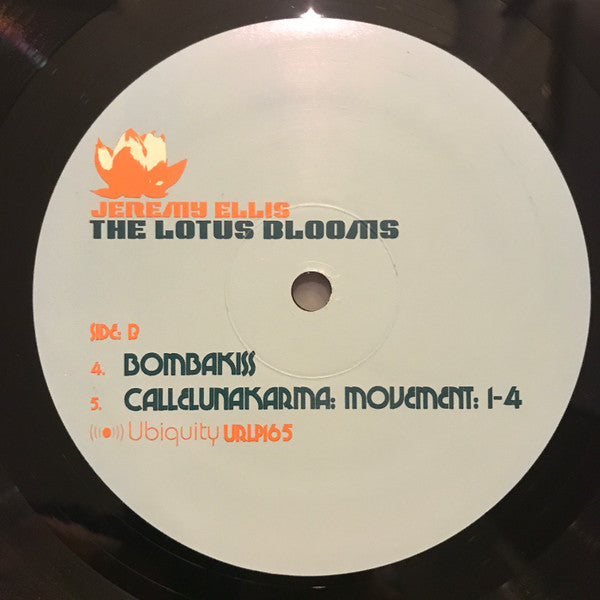 JEREMY ELLIS
THE LOTUS BLOOMS
SIDE: B
4. BOMBAKISS
5. CALLELUNAKARMA: MOVEMENT: 1-4
Ubiquity URLP165